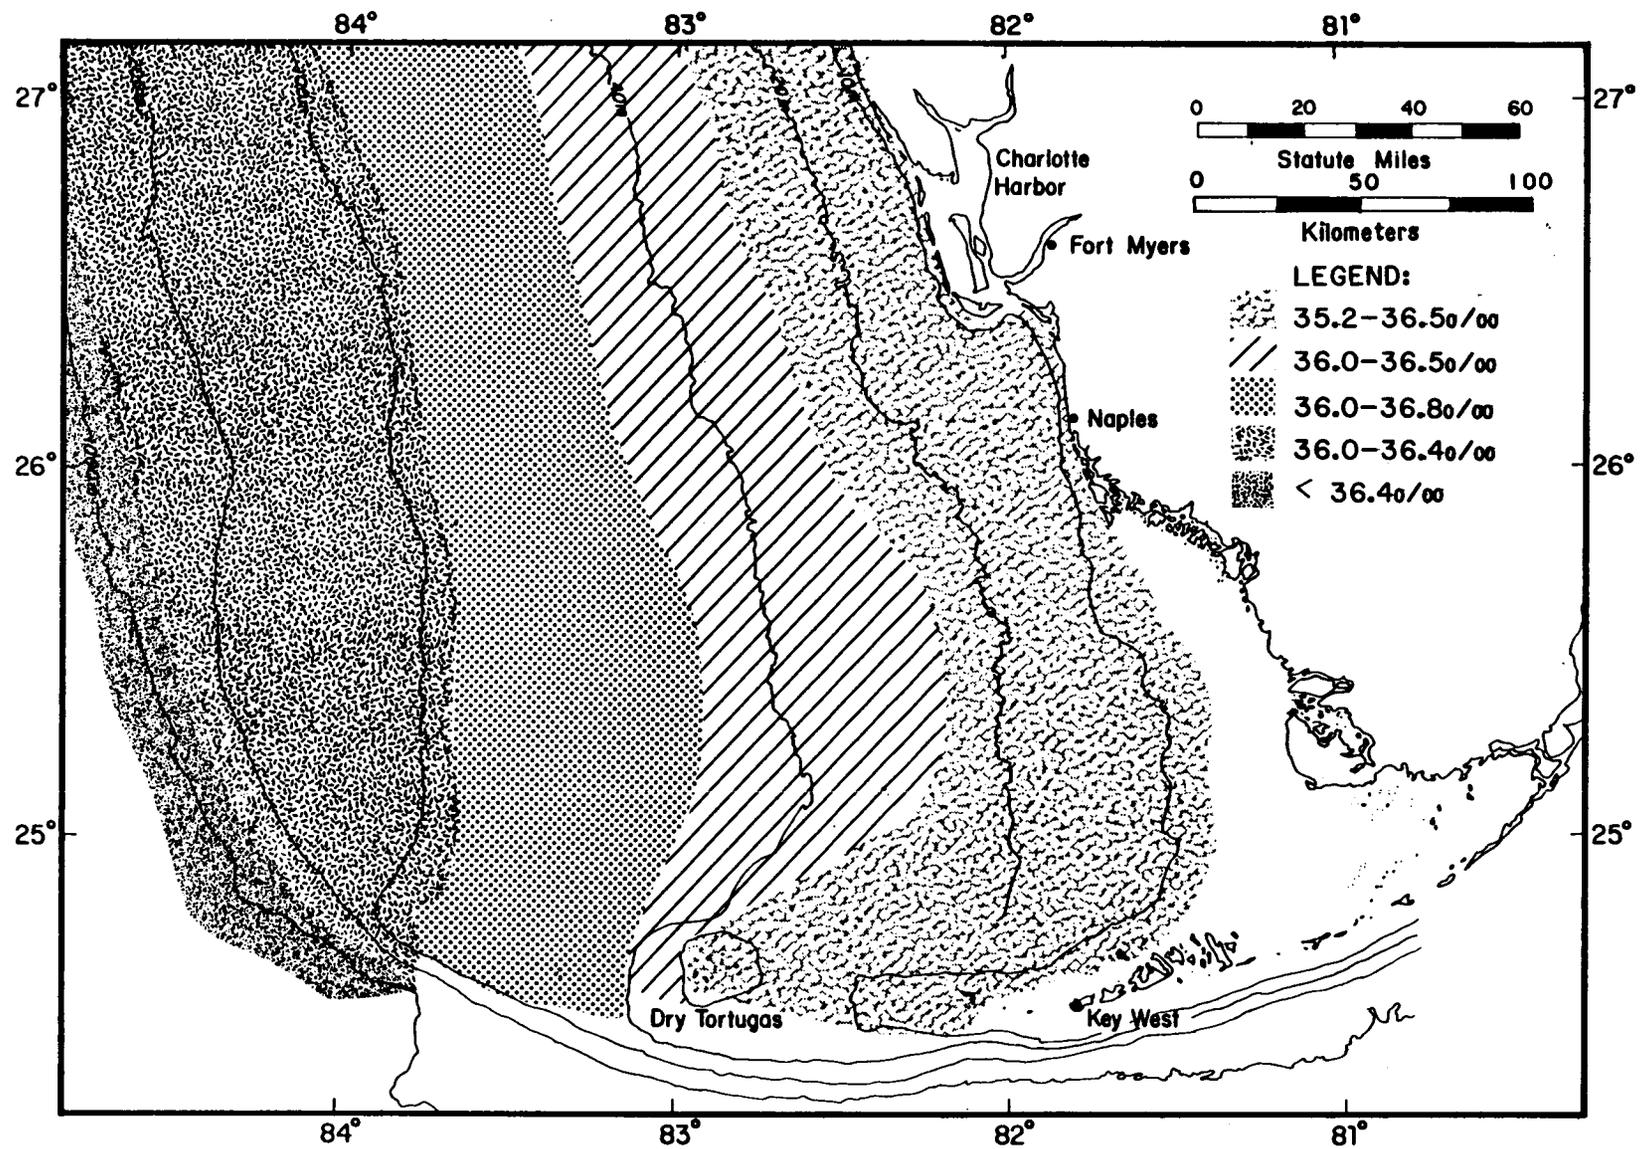 84° 83° 82° 81°
27° 27°
0 20 40 60
Statute Miles
0 50 100
Kilometers
Charlotte
Harbor
Fort Myers
LEGEND:
35.2-36.5o/oo
36.0-36.5o/oo
36.0-36.8o/oo
36.0-36.4o/oo
< 36.4o/oo
Naples
26° 26°
25° 25°
Dry Tortugas
Key West
84° 83° 82° 81°
40M